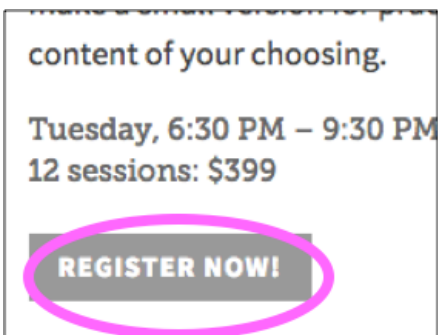 content of your choosing.
Tuesday, 6:30 PM – 9:30 PM
12 sessions: $399
REGISTER NOW!